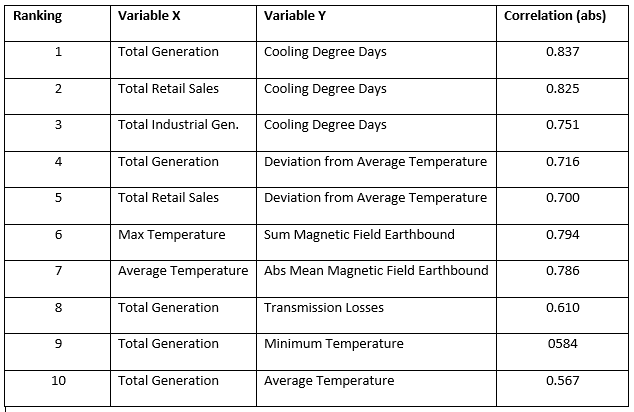 Ranking Variable X Variable Y Correlation (abs)
1 Total Generation Cooling Degree Days 0.837
2 Total Retail Sales Cooling Degree Days 0.825
3 Total Industrial Gen. Cooling Degree Days 0.751
4 Total Generation Deviation from Average Temperature 0.716
5 Total Retail Sales Deviation from Average Temperature 0.700
6 Max Temperature Sum Magnetic Field Earthbound 0.794
7 Average Temperature Abs Mean Magnetic Field Earthbound 0.786
8 Total Generation Transmission Losses 0.610
9 Total Generation Minimum Temperature 0584
10 Total Generation Average Temperature 0.567